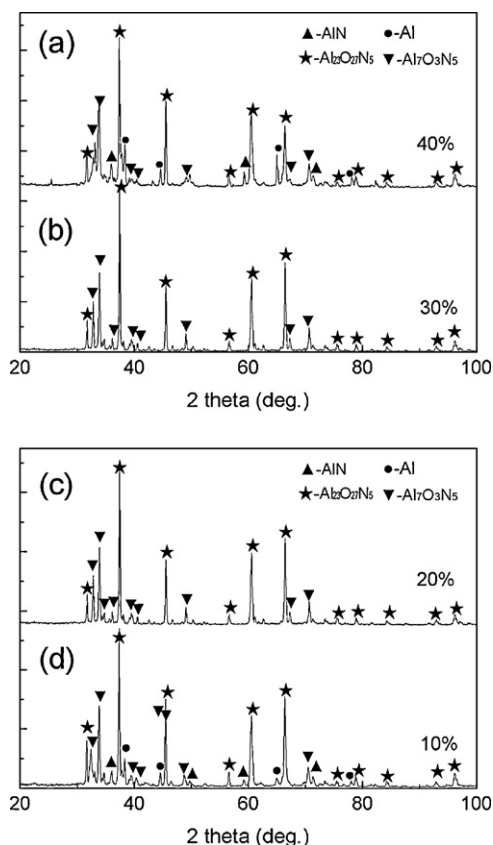 (a)
▲-AlN ●-Al
★-Al₂₃O₂₇N₅ ▼-Al₇O₃N₅
40%
(b)
30%
20 40 60 80 100
2 theta (deg.)
(c)
▲-AlN ●-Al
★-Al₂₃O₂₇N₅ ▼-Al₇O₃N₅
20%
(d)
10%
20 40 60 80 100
2 theta (deg.)